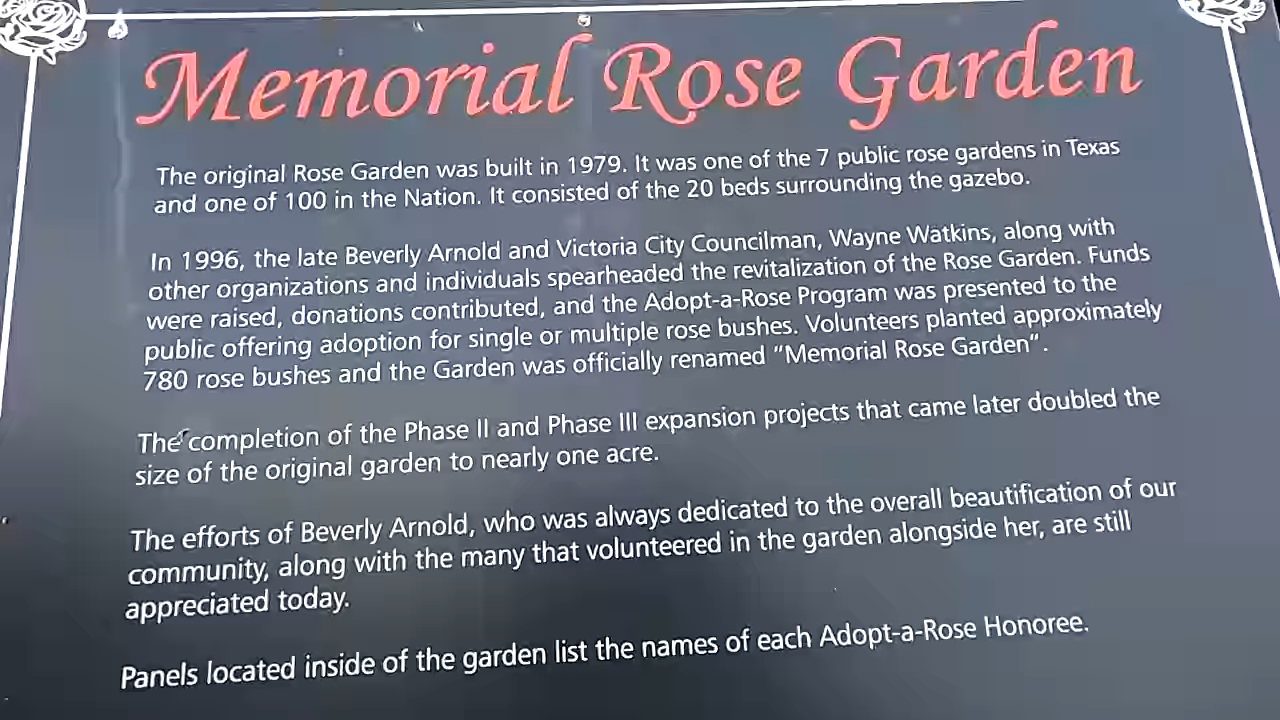 Memorial Rose Garden
The original Rose Garden was built in 1979. It was one of the 7 public rose gardens in Texas
and one of 100 in the Nation. It consisted of the 20 beds surrounding the gazebo.
In 1996, the late Beverly Arnold and Victoria City Councilman, Wayne Watkins, along with
other organizations and individuals spearheaded the revitalization of the Rose Garden. Funds
were raised, donations contributed, and the Adopt-a-Rose Program was presented to the
public offering adoption for single or multiple rose bushes. Volunteers planted approximately
780 rose bushes and the Garden was officially renamed "Memorial Rose Garden".
The completion of the Phase II and Phase III expansion projects that came later doubled the
size of the original garden to nearly one acre.
The efforts of Beverly Arnold, who was always dedicated to the overall beautification of our
community, along with the many that volunteered in the garden alongside her, are still
appreciated today.
Panels located inside of the garden list the names of each Adopt-a-Rose Honoree.